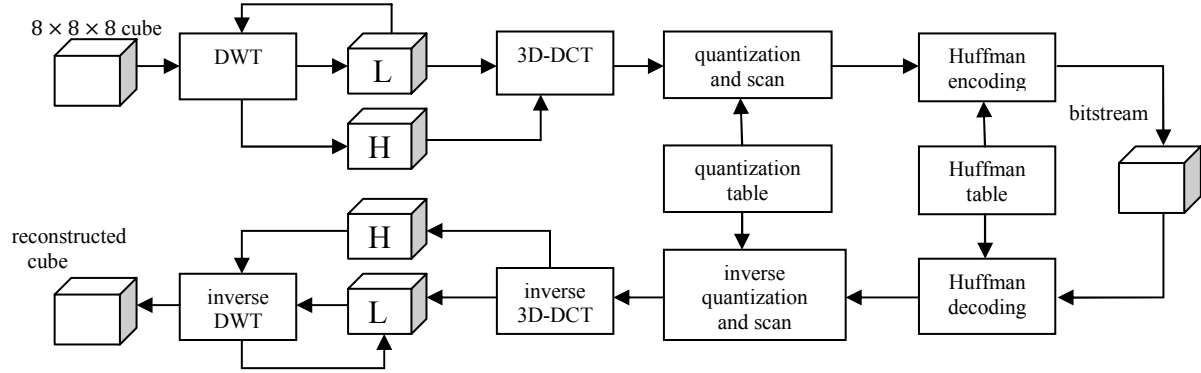 8 × 8 × 8 cube
DWT
L
3D-DCT
quantization
and scan
Huffman
encoding
bitstream
H
quantization
table
Huffman
table
reconstructed
cube
H
inverse
DWT
L
inverse
3D-DCT
inverse
quantization
and scan
Huffman
decoding